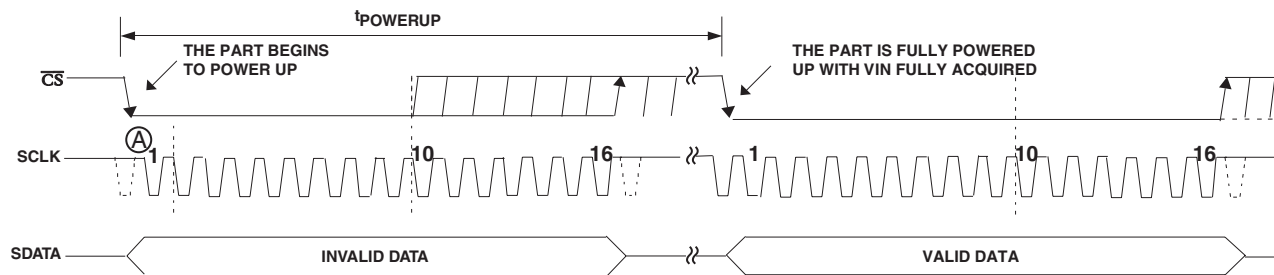 tPOWERUP
THE PART BEGINS
TO POWER UP
THE PART IS FULLY POWERED
UP WITH VIN FULLY ACQUIRED
CS
A
SCLK
1
10
16
1
10
16
SDATA
INVALID DATA
VALID DATA